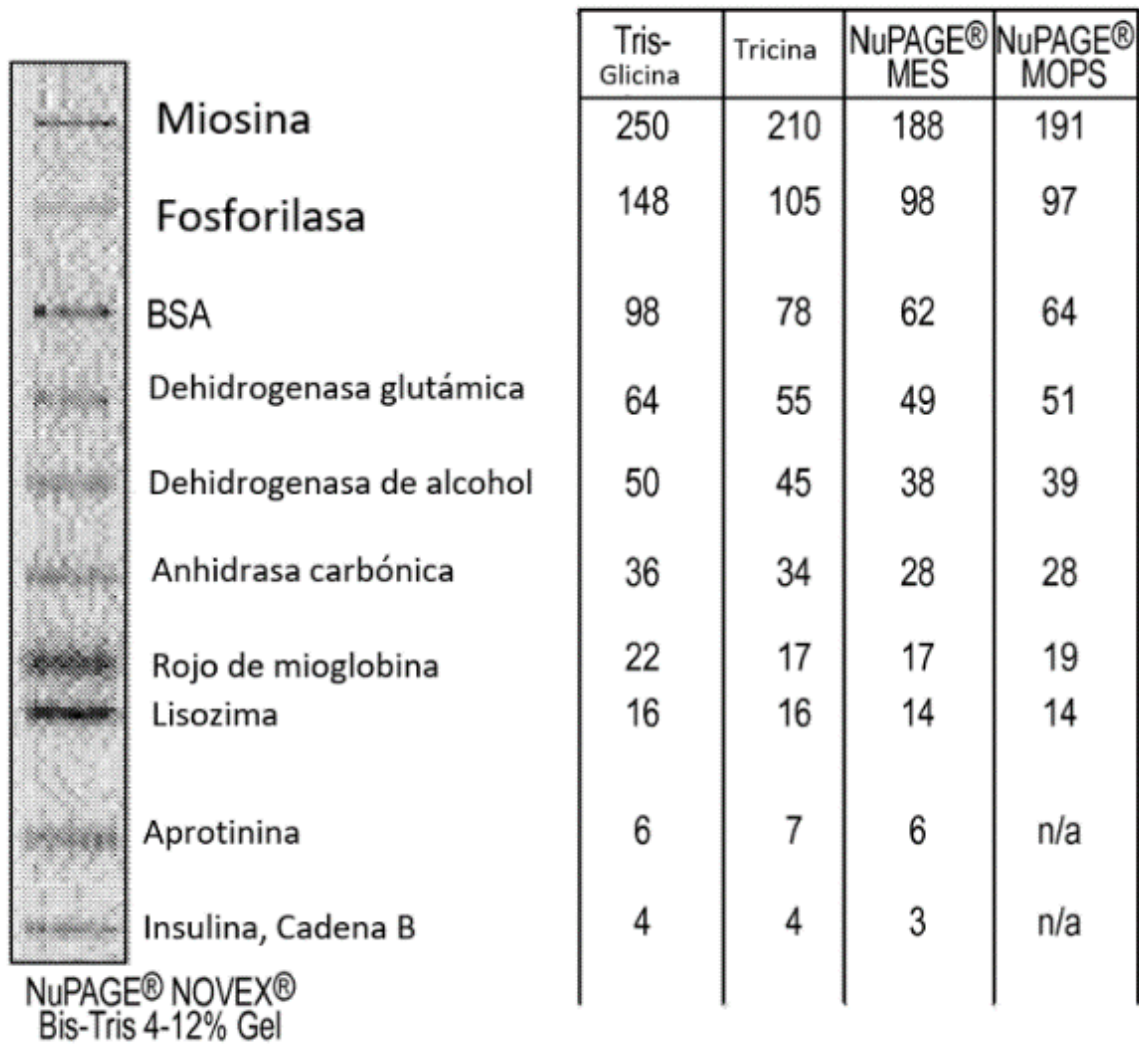 Tris-
Glicina
Tricina
NuPAGE®
MES
NuPAGE®
MOPS
Miosina 250 210 188 191
Fosforilasa 148 105 98 97
BSA 98 78 62 64
Dehidrogenasa glutámica 64 55 49 51
Dehidrogenasa de alcohol 50 45 38 39
Anhidrasa carbónica 36 34 28 28
Rojo de mioglobina 22 17 17 19
Lisozima 16 16 14 14
Aprotinina 6 7 6 n/a
Insulina, Cadena B 4 4 3 n/a
NuPAGE® NOVEX®
Bis-Tris 4-12% Gel